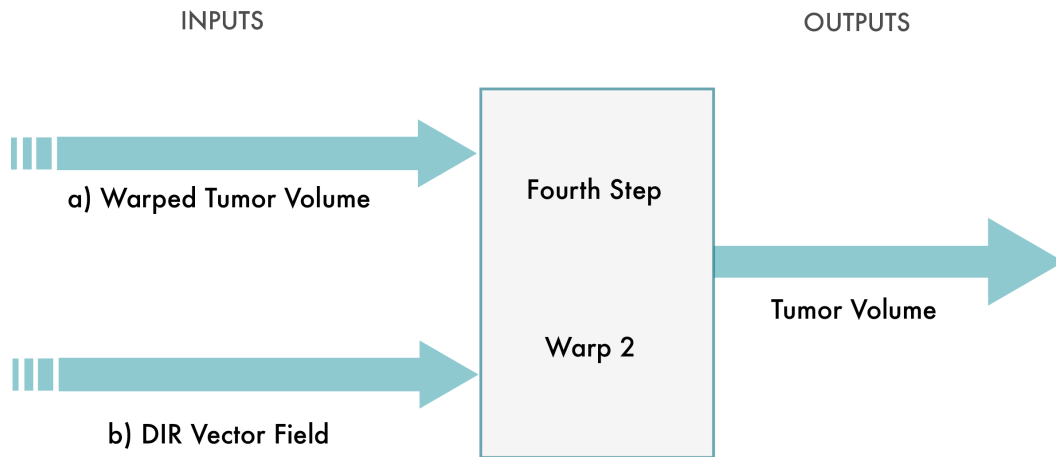 INPUTS
OUTPUTS
a) Warped Tumor Volume
Fourth Step
Tumor Volume
Warp 2
b) DIR Vector Field